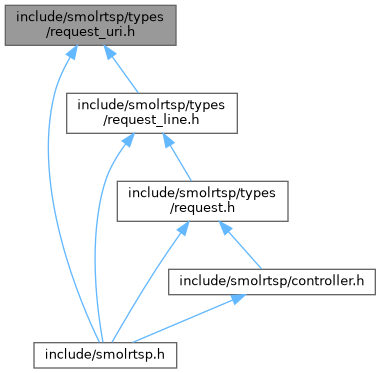 include/smolrtsp/types
/request_uri.h
include/smolrtsp/types
/request_line.h
include/smolrtsp/types
/request.h
include/smolrtsp/controller.h
include/smolrtsp.h